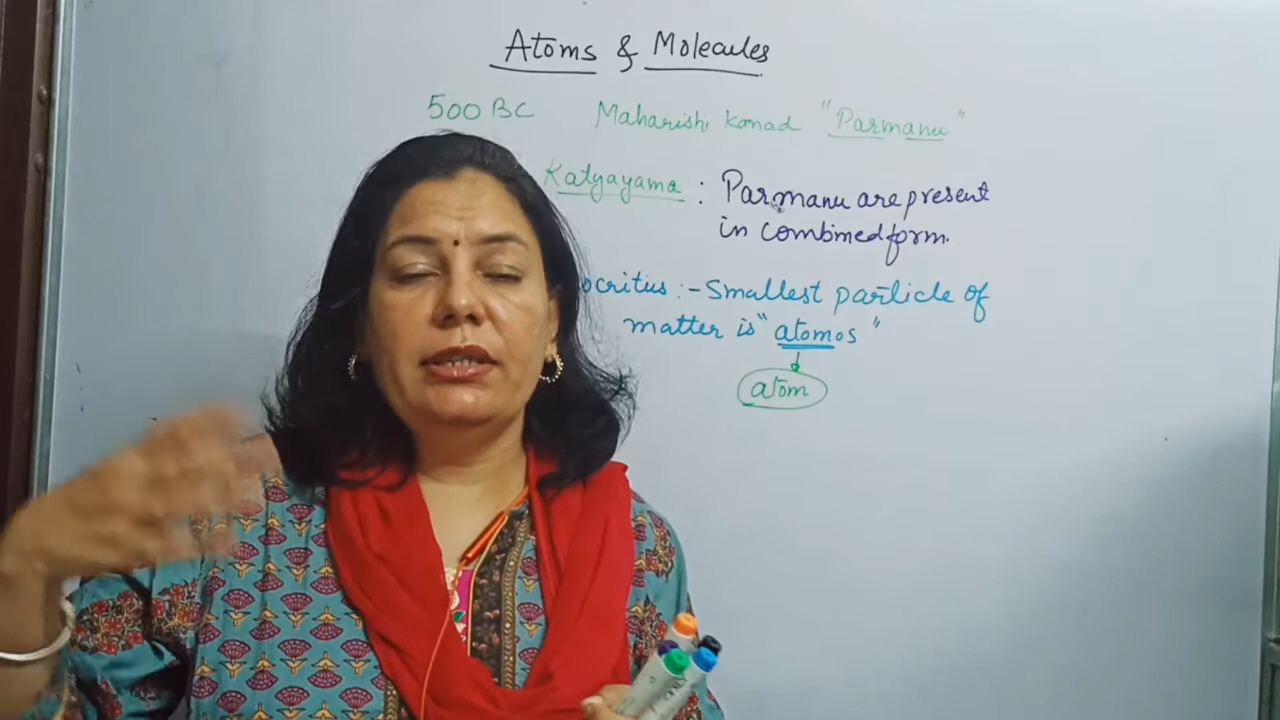 Atoms & Molecules
500 BC Maharishi Kanad "Parmanu"
Katyayama : Parmanu are present
in combined form.
ocritus :- Smallest particle of
matter is "atomos"
atom